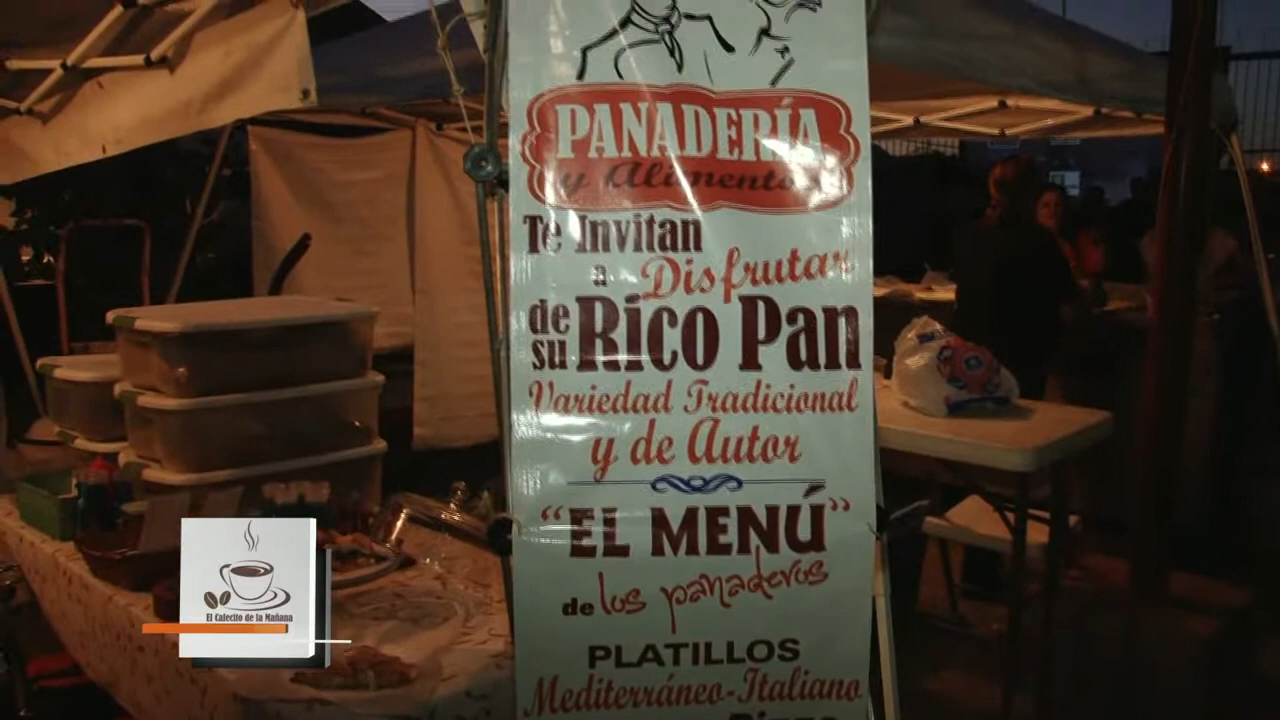 PANADERÍA
y Alimentos
Te Invitan
a Disfrutar
de su Rico Pan
Variedad Tradicional
y de Autor
"EL MENÚ"
de los panaderos
PLATILLOS
Mediterráneo-Italiano
El Cafecito de la Mañana